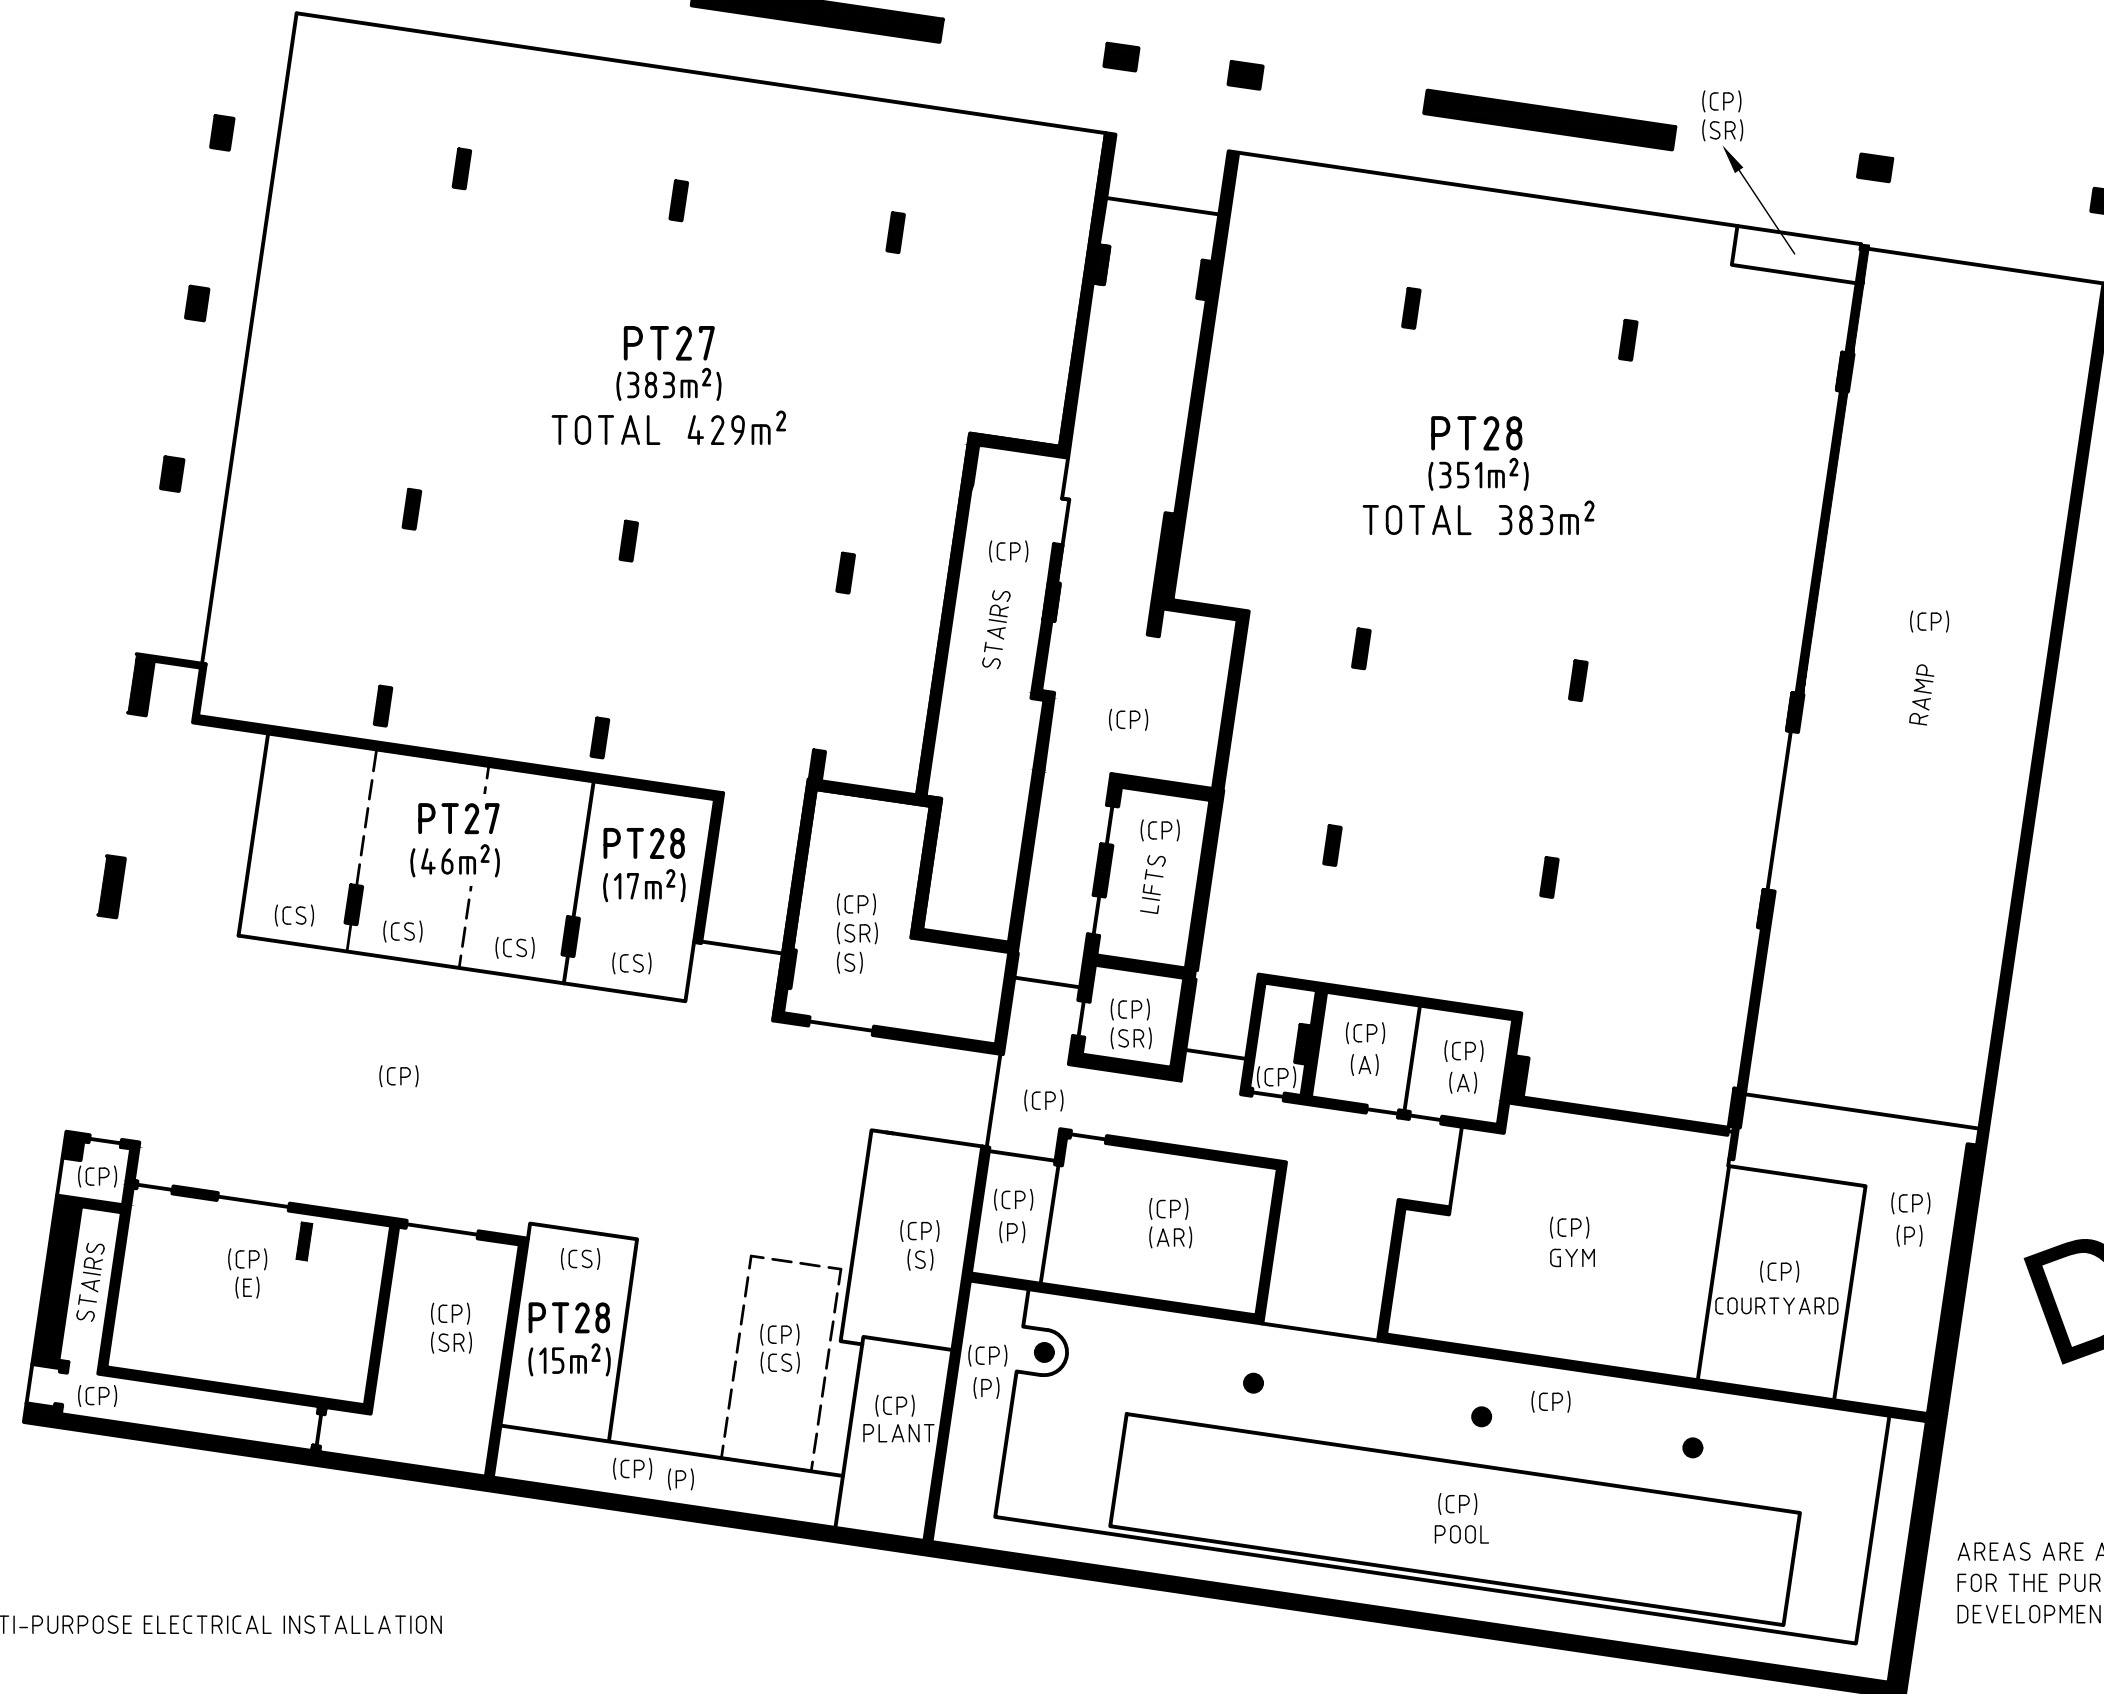 (CP)
(SR)
PT27
(383m²)
TOTAL 429m²
PT28
(351m²)
TOTAL 383m²
(CP)
STAIRS
(CP)
RAMP
(CP)
PT27
(46m²)
PT28
(17m²)
(CS)
(CS)
(CS)
(CS)
(CP)
(SR)
(S)
(CP)
LIFTS
(CP)
(SR)
(CP)
(CP)
(A)
(CP)
(A)
(CP)
(CP)
(CP)
STAIRS
(CP)
(CP)
(E)
(CP)
(SR)
(CS)
PT28
(15m²)
(CP)
(CS)
(CP)
(S)
(CP)
PLANT
(CP) (P)
(CP)
(P)
(CP)
(AR)
(CP)
GYM
(CP)
COURTYARD
(CP)
(P)
(CP)
(P)
(CP)
(CP)
POOL
TI-PURPOSE ELECTRICAL INSTALLATION
AREAS ARE A
FOR THE PUR
DEVELOPMEN